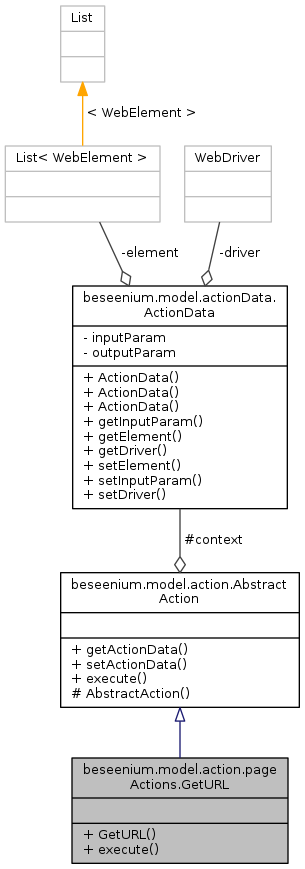 List
< WebElement >
List< WebElement >
WebDriver
-element
-driver
beseenium.model.actionData.
ActionData
- inputParam
- outputParam
+ ActionData()
+ ActionData()
+ ActionData()
+ getInputParam()
+ getElement()
+ getDriver()
+ setElement()
+ setInputParam()
+ setDriver()
#context
beseenium.model.action.Abstract
Action
+ getActionData()
+ setActionData()
+ execute()
# AbstractAction()
beseenium.model.action.page
Actions.GetURL
+ GetURL()
+ execute()